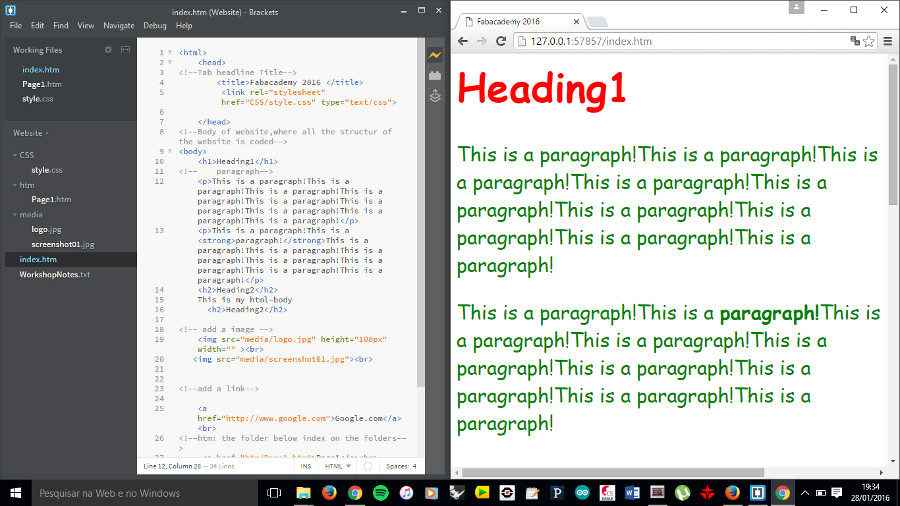 index.htm (Website) - Brackets
File Edit Find View Navigate Debug Help
Working Files
index.htm
Page1.htm
style.css
Website
CSS
style.css
htm
Page1.htm
media
logo.jpg
screenshot01.jpg
index.htm
WorkshopNotes.txt
1 <html>
2 <head>
3 <!--Tab headline Title-->
4 <title>Fabacademy 2016 </title>
5 <link rel="stylesheet"
href="CSS/style.css" type="text/css">
6
7 </head>
8 <!--Body of website,where all the structur of
the website is coded-->
9 <body>
10 <h1>Heading1</h1>
11 <!-- paragraph-->
12 <p>This is a paragraph!This is a
paragraph!This is a paragraph!This is a
paragraph!This is a paragraph!This is a
paragraph!This is a paragraph!This is a
paragraph!This is a paragraph!</p>
13 <p>This is a paragraph!This is a
<strong>paragraph!</strong>This is a
paragraph!This is a paragraph!This is a
paragraph!This is a paragraph!This is a
paragraph!This is a paragraph!This is a
paragraph!</p>
14 <h2>Heading2</h2>
15 This is my html-body
16 <h2>Heading2</h2>
17
18 <!-- add a image -->
19 <img src="media/logo.jpg" height="100px"
width="" ><br>
20 <img src="media/screenshot01.jpg"><br>
21
22
23 <!--add a link-->
24
25 <a
href="http://www.google.com">Google.com</a>
<br>
26 <!--htm: the folder below index on the folders--
>
Line 12, Column 28 — 34 Lines INS HTML Spaces: 4
Fabacademy 2016
127.0.0.1:57857/index.htm
Heading1
This is a paragraph!This is a paragraph!This is
a paragraph!This is a paragraph!This is a
paragraph!This is a paragraph!This is a
paragraph!This is a paragraph!This is a
paragraph!
This is a paragraph!This is a paragraph!This is
a paragraph!This is a paragraph!This is a
paragraph!This is a paragraph!This is a
paragraph!This is a paragraph!This is a
paragraph!
Pesquisar na Web e no Windows
19:34
28/01/2016